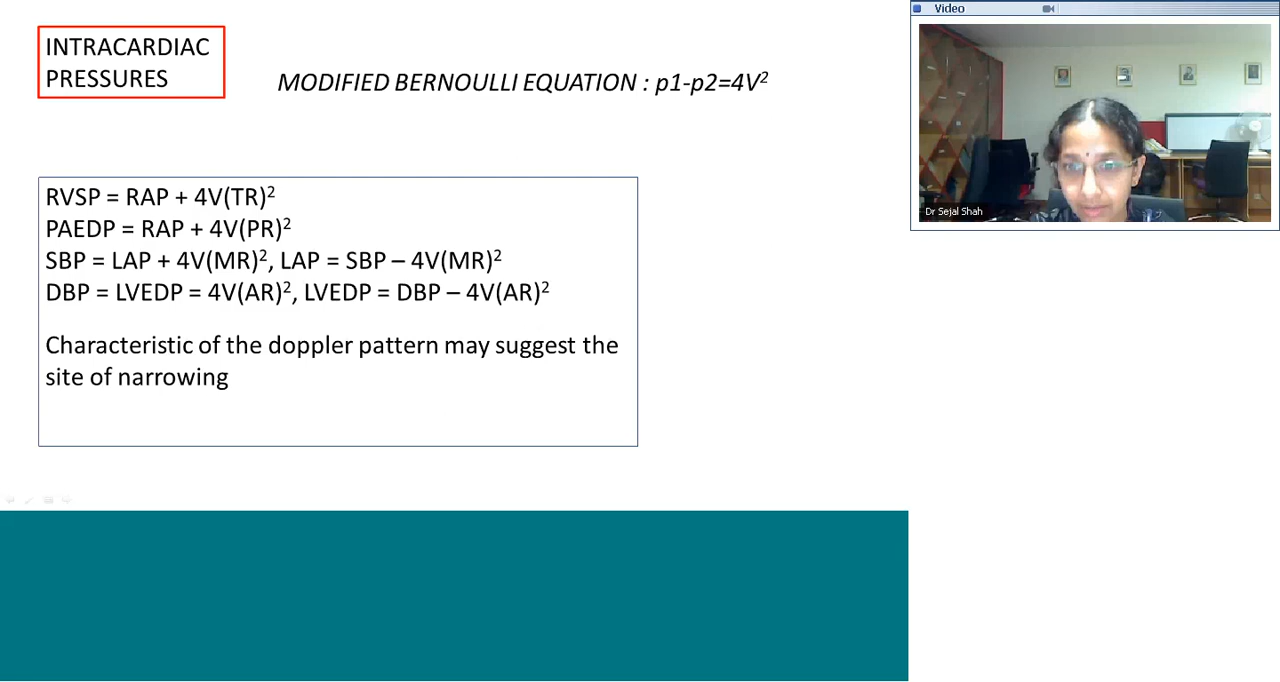 INTRACARDIAC
PRESSURES
MODIFIED BERNOULLI EQUATION : p1-p2=4V²
RVSP = RAP + 4V(TR)²
PAEDP = RAP + 4V(PR)²
SBP = LAP + 4V(MR)², LAP = SBP – 4V(MR)²
DBP = LVEDP = 4V(AR)², LVEDP = DBP – 4V(AR)²
Characteristic of the doppler pattern may suggest the
site of narrowing
Video
Dr Sejal Shah